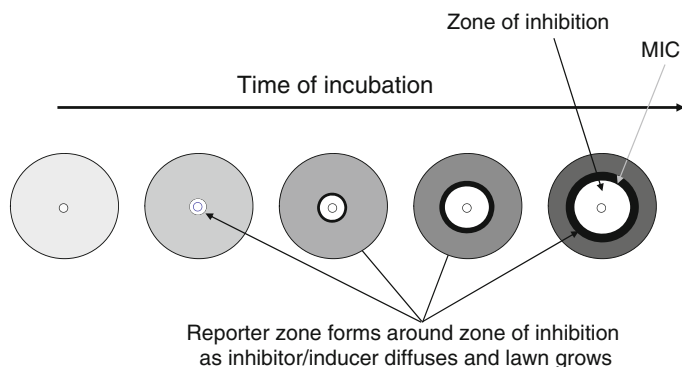 Zone of inhibition
MIC
Time of incubation
Reporter zone forms around zone of inhibition
as inhibitor/inducer diffuses and lawn grows